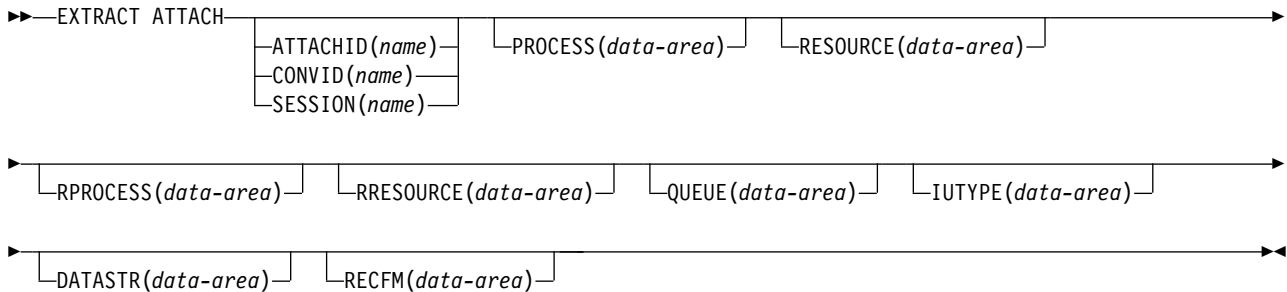 EXTRACT ATTACH
ATTACHID(name) PROCESS(data-area) RESOURCE(data-area)
CONVID(name)
SESSION(name)
RPROCESS(data-area) RRESOURCE(data-area) QUEUE(data-area) IUTYPE(data-area)
DATASTR(data-area) RECFM(data-area)